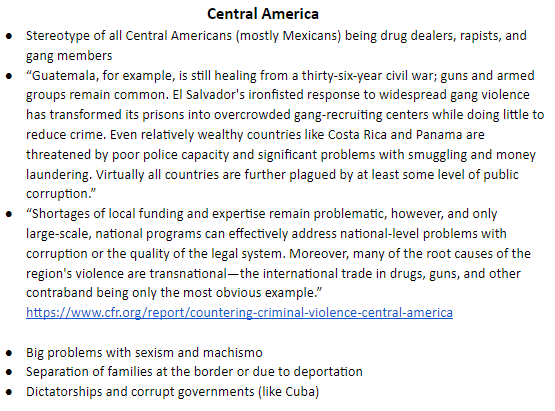 Central America
● Stereotype of all Central Americans (mostly Mexicans) being drug dealers, rapists, and
gang members
● “Guatemala, for example, is still healing from a thirty-six-year civil war; guns and armed
groups remain common. El Salvador's ironfisted response to widespread gang violence
has transformed its prisons into overcrowded gang-recruiting centers while doing little to
reduce crime. Even relatively wealthy countries like Costa Rica and Panama are
threatened by poor police capacity and significant problems with smuggling and money
laundering. Virtually all countries are further plagued by at least some level of public
corruption.”
● “Shortages of local funding and expertise remain problematic, however, and only
large-scale, national programs can effectively address national-level problems with
corruption or the quality of the legal system. Moreover, many of the root causes of the
region's violence are transnational—the international trade in drugs, guns, and other
contraband being only the most obvious example.”
https://www.cfr.org/report/countering-criminal-violence-central-america
● Big problems with sexism and machismo
● Separation of families at the border or due to deportation
● Dictatorships and corrupt governments (like Cuba)